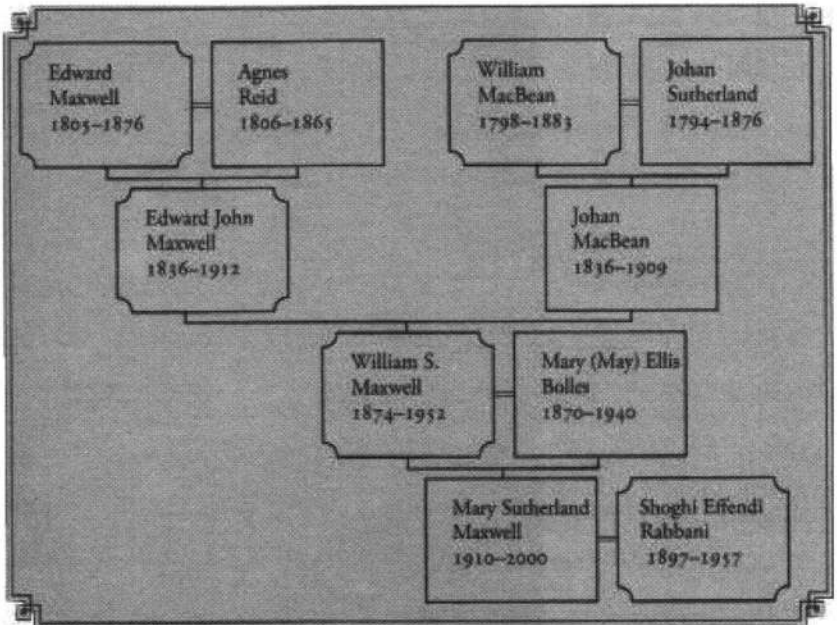 Edward
Maxwell
1805–1876
Agnes
Reid
1806–1865
William
MacBean
1798–1883
Johan
Sutherland
1794–1876
Edward John
Maxwell
1836–1912
Johan
MacBean
1836–1909
William S.
Maxwell
1874–1952
Mary (May) Ellis
Bolles
1870–1940
Mary Sutherland
Maxwell
1910–2000
Shoghi Effendi
Rabbani
1897–1957